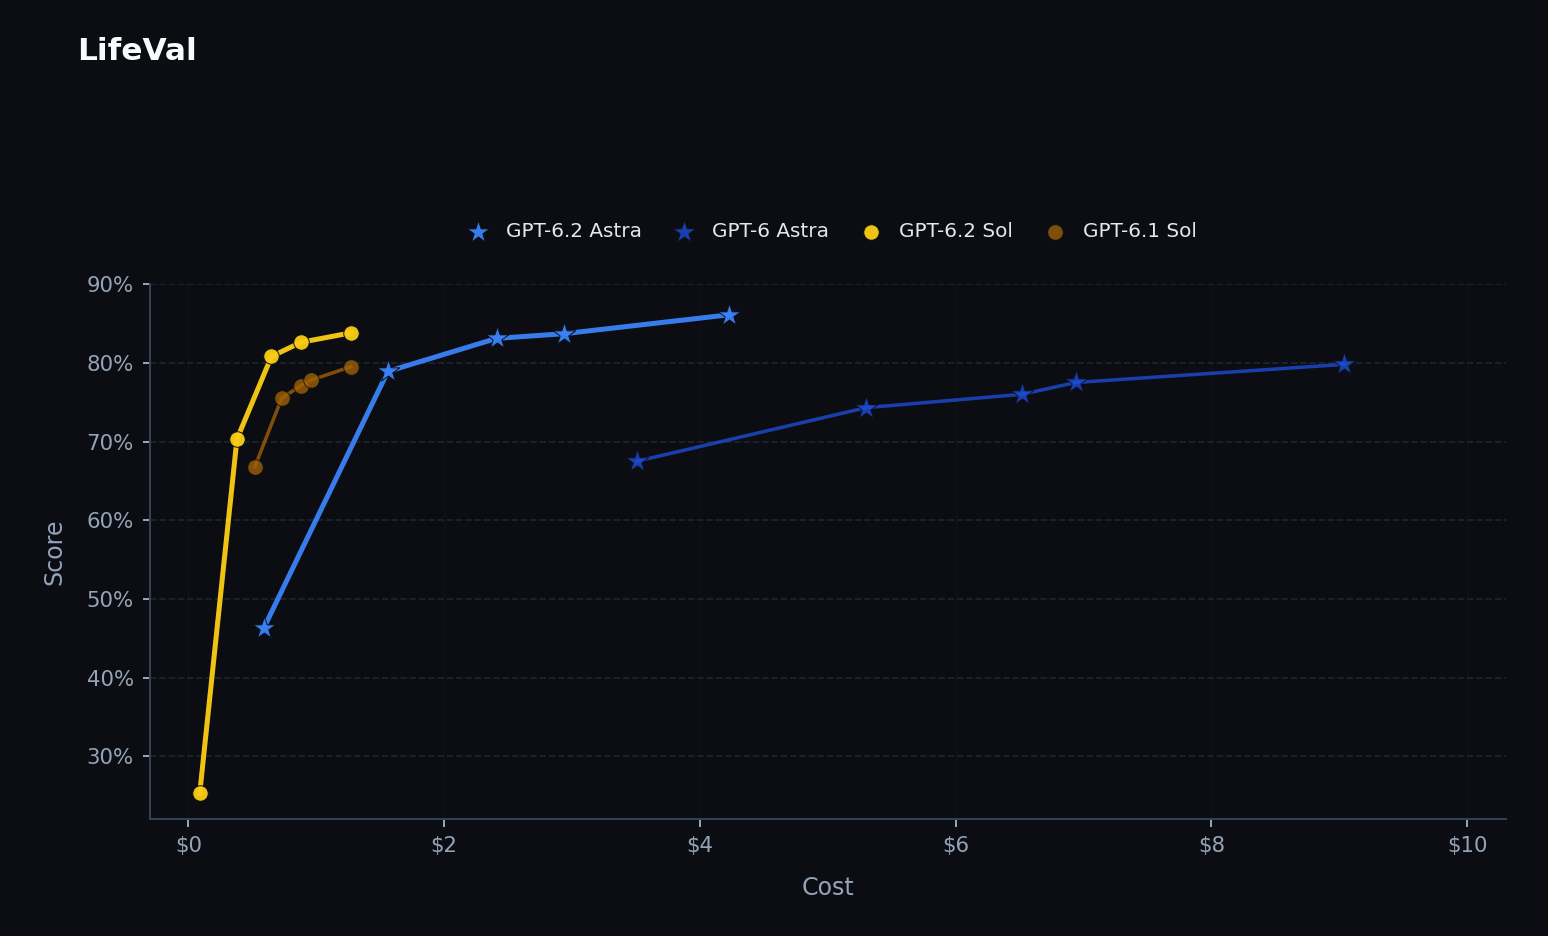 LifeVal
GPT-6.2 Astra GPT-6 Astra GPT-6.2 Sol GPT-6.1 Sol
90%
80%
70%
60%
50%
40%
30%
Score
$0 $2 $4 $6 $8 $10
Cost